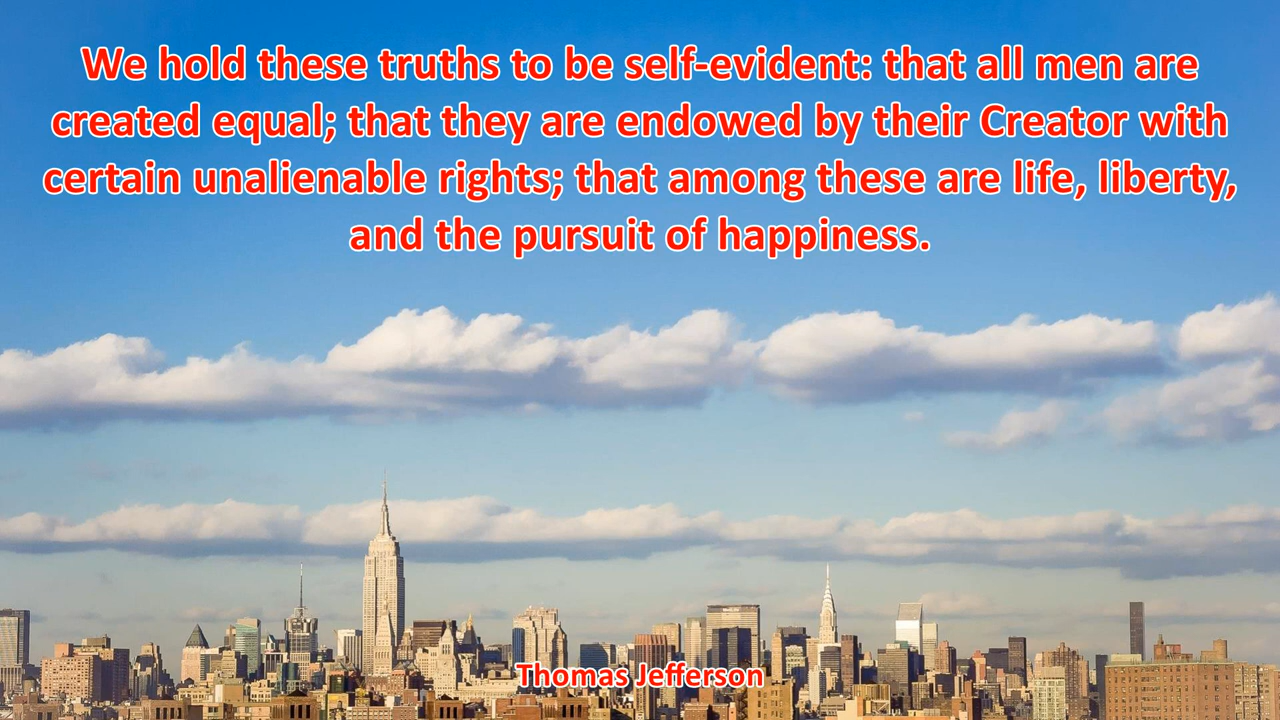 We hold these truths to be self-evident: that all men are
created equal; that they are endowed by their Creator with
certain unalienable rights; that among these are life, liberty,
and the pursuit of happiness.
Thomas Jefferson